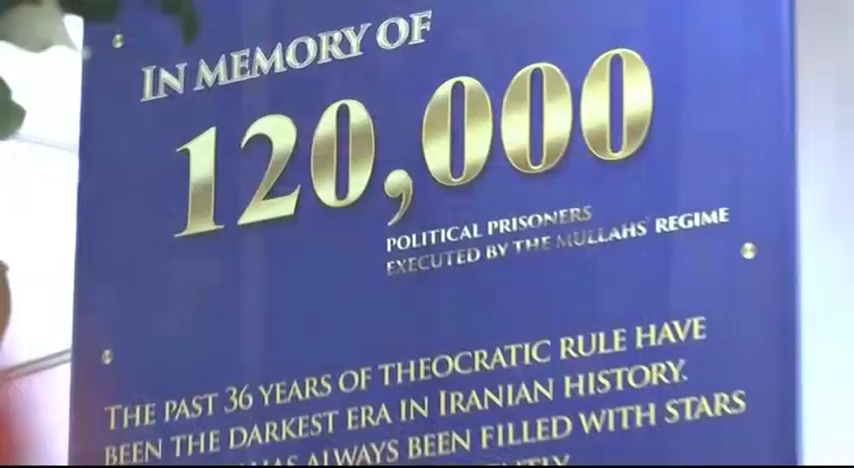 IN MEMORY OF
120,000
POLITICAL PRISONERS
EXECUTED BY THE MULLAHS' REGIME
THE PAST 36 YEARS OF THEOCRATIC RULE HAVE
BEEN THE DARKEST ERA IN IRANIAN HISTORY.
HAS ALWAYS BEEN FILLED WITH STARS